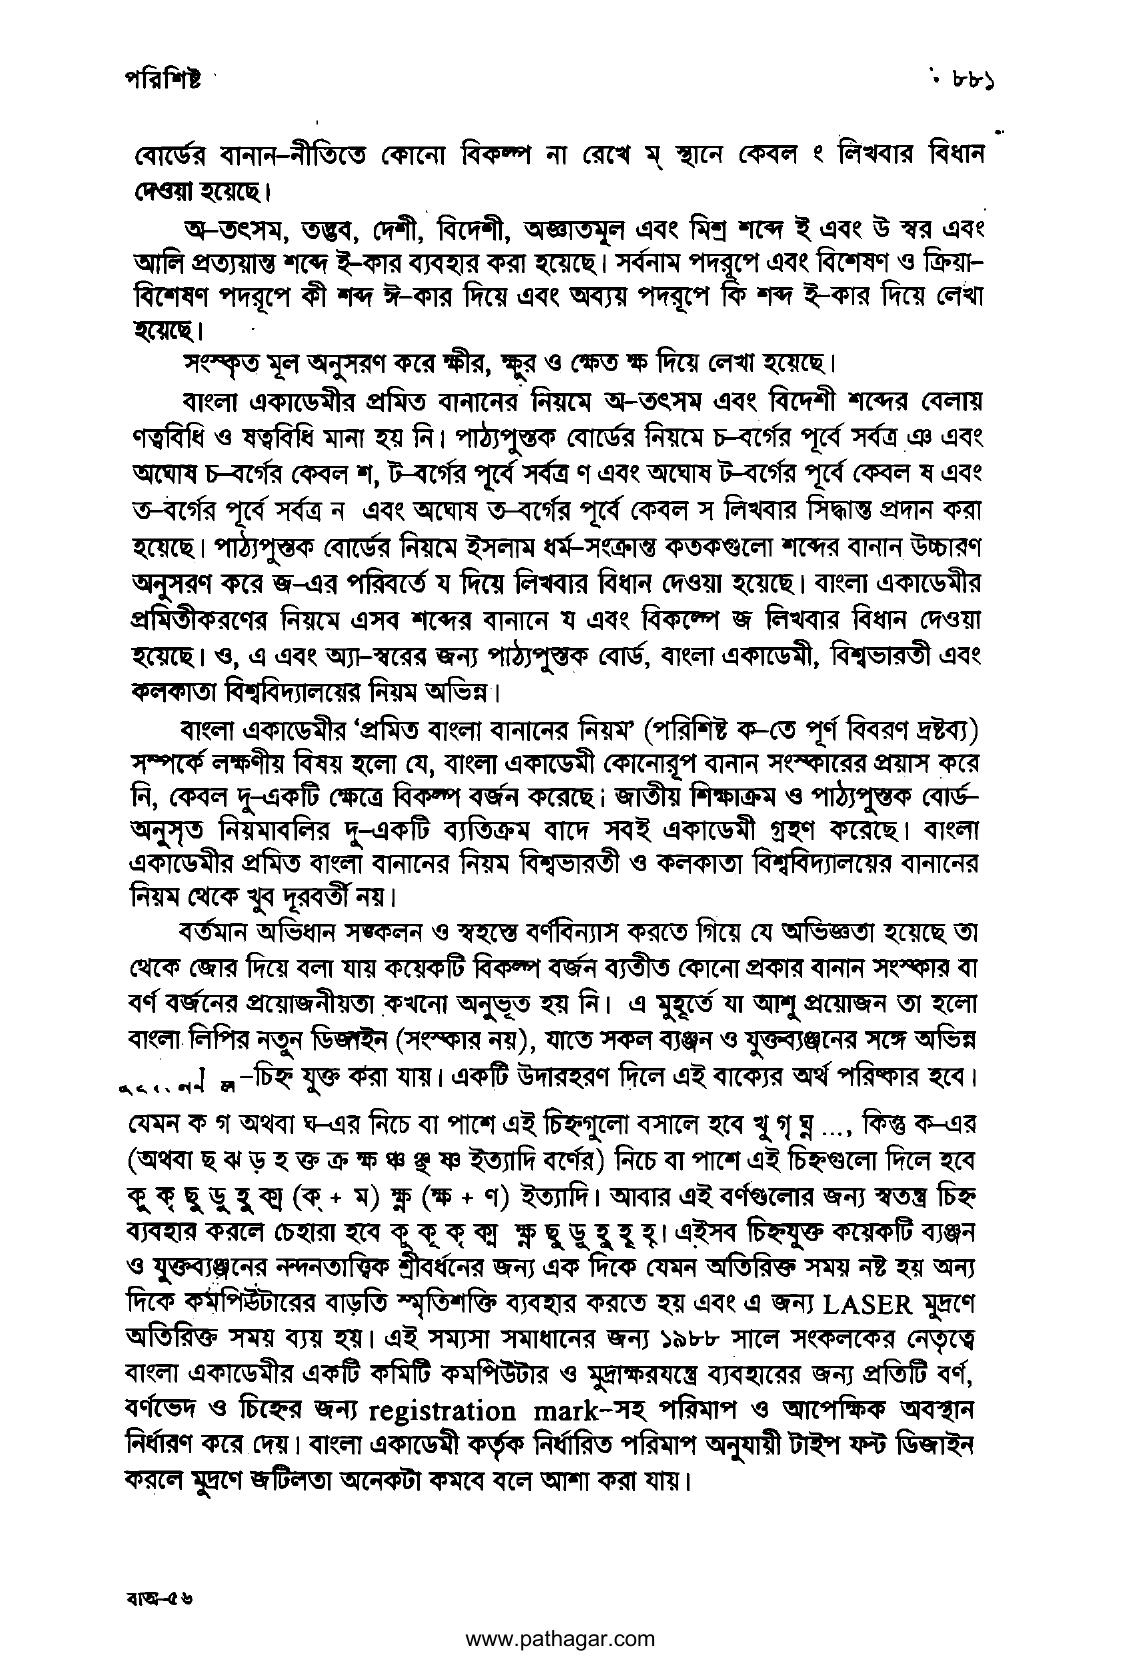 পরিশিষ্ট
৮৮১
বোর্ডের বানান-নীতিতে কোনো বিকল্প না রেখে ম্ স্থানে কেবল ং লিখবার বিধান
দেওয়া হয়েছে।
অ-তৎসম, তদ্ভব, দেশী, বিদেশী, অজ্ঞাতমূল এবং মিশ্র শব্দে ই এবং উ স্বর এবং
আলি প্রত্যয়ান্ত শব্দে ই-কার ব্যবহার করা হয়েছে। সর্বনাম পদরূপে এবং বিশেষণ ও ক্রিয়া-
বিশেষণ পদরূপে কী শব্দ ঈ-কার দিয়ে এবং অব্যয় পদরূপে কি শব্দ ই-কার দিয়ে লেখা
হয়েছে।
সংস্কৃত মূল অনুসরণ করে ক্ষীর, ক্ষুর ও ক্ষেত ক্ষ দিয়ে লেখা হয়েছে।
বাংলা একাডেমীর প্রমিত বানানের নিয়মে অ-তৎসম এবং বিদেশী শব্দের বেলায়
ণত্ববিধি ও ষত্ববিধি মানা হয় নি। পাঠ্যপুস্তক বোর্ডের নিয়মে চ-বর্গের পূর্বে সর্বত্র ঞ এবং
অঘোষ চ-বর্গের কেবল শ, ট-বর্গের পূর্বে সর্বত্র ণ এবং অঘোষ ট-বর্গের পূর্বে কেবল ষ এবং
ত-বর্গের পূর্বে সর্বত্র ন এবং অঘোষ ত-বর্গের পূর্বে কেবল স লিখবার সিদ্ধান্ত প্রদান করা
হয়েছে। পাঠ্যপুস্তক বোর্ডের নিয়মে ইসলাম ধর্ম-সংক্রান্ত কতকগুলো শব্দের বানান উচ্চারণ
অনুসরণ করে জ-এর পরিবর্তে য দিয়ে লিখবার বিধান দেওয়া হয়েছে। বাংলা একাডেমীর
প্রমিতীকরণের নিয়মে এসব শব্দের বানানে য এবং বিকল্পে জ লিখবার বিধান দেওয়া
হয়েছে। ও, এ এবং অ্যা-স্বরের জন্য পাঠ্যপুস্তক বোর্ড, বাংলা একাডেমী, বিশ্বভারতী এবং
কলকাতা বিশ্ববিদ্যালয়ের নিয়ম অভিন্ন।
বাংলা একাডেমীর ‘প্রমিত বাংলা বানানের নিয়ম’ (পরিশিষ্ট ক-তে পূর্ণ বিবরণ দ্রষ্টব্য)
সম্পর্কে লক্ষণীয় বিষয় হলো যে, বাংলা একাডেমী কোনোরূপ বানান সংস্কারের প্রয়াস করে
নি, কেবল দু-একটি ক্ষেত্রে বিকল্প বর্জন করেছে; জাতীয় শিক্ষাক্রম ও পাঠ্যপুস্তক বোর্ড-
অনুসৃত নিয়মাবলির দু-একটি ব্যতিক্রম বাদে সবই একাডেমী গ্রহণ করেছে। বাংলা
একাডেমীর প্রমিত বাংলা বানানের নিয়ম বিশ্বভারতী ও কলকাতা বিশ্ববিদ্যালয়ের বানানের
নিয়ম থেকে খুব দূরবর্তী নয়।
বর্তমান অভিধান সঙ্কলন ও স্বহস্তে বর্ণবিন্যাস করতে গিয়ে যে অভিজ্ঞতা হয়েছে তা
থেকে জোর দিয়ে বলা যায় কয়েকটি বিকল্প বর্জন ব্যতীত কোনো প্রকার বানান সংস্কার বা
বর্ণ বর্জনের প্রয়োজনীয়তা কখনো অনুভূত হয় নি। এ মুহূর্তে যা আশু প্রয়োজন তা হলো
বাংলা লিপির নতুন ডিজাইন (সংস্কার নয়), যাতে সকল ব্যঞ্জন ও যুক্তব্যঞ্জনের সঙ্গে অভিন্ন
-চিহ্ন যুক্ত করা যায়। একটি উদারহরণ দিলে এই বাক্যের অর্থ পরিষ্কার হবে।
যেমন ক গ অথবা ঘ-এর নিচে বা পাশে এই চিহ্নগুলো বসালে হবে খু গৃ ঘ্ন ..., কিন্তু ক-এর
(অথবা ছ ঝ ড় হ ক্ত ক্র ক্ষ ঞ্চ ঞ্ছ ষ্ণ ইত্যাদি বর্ণের) নিচে বা পাশে এই চিহ্নগুলো দিলে হবে
কু কৃ ছু ডু হু ক্ম (ক্ + ম) ক্ষ্ণ (ক্ষ + ণ) ইত্যাদি। আবার এই বর্ণগুলোর জন্য স্বতন্ত্র চিহ্ন
ব্যবহার করলে চেহারা হবে কু কূ কৃ ক্ম ক্ষ্ণ ছু ডু হু হূ হৃ। এইসব চিহ্নযুক্ত কয়েকটি ব্যঞ্জন
ও যুক্তব্যঞ্জনের নন্দনতাত্ত্বিক শ্রীবর্ধনের জন্য এক দিকে যেমন অতিরিক্ত সময় নষ্ট হয় অন্য
দিকে কমপিউটারের বাড়তি স্মৃতিশক্তি ব্যবহার করতে হয় এবং এ জন্য LASER মুদ্রণে
অতিরিক্ত সময় ব্যয় হয়। এই সম্যসা সমাধানের জন্য ১৯৮৮ সালে সংকলকের নেতৃত্বে
বাংলা একাডেমীর একটি কমিটি কমপিউটার ও মুদ্রাক্ষরযন্ত্রে ব্যবহারের জন্য প্রতিটি বর্ণ,
বর্ণভেদ ও চিহ্নের জন্য registration mark-সহ পরিমাপ ও আপেক্ষিক অবস্থান
নির্ধারণ করে দেয়। বাংলা একাডেমী কর্তৃক নির্ধারিত পরিমাপ অনুযায়ী টাইপ ফন্ট ডিজাইন
করলে মুদ্রণে জটিলতা অনেকটা কমবে বলে আশা করা যায়।
বাঅ-৫৬
www.pathagar.com